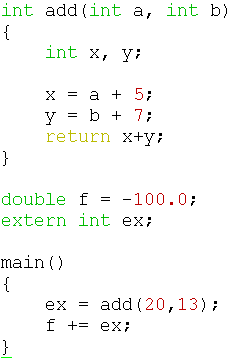 int add(int a, int b)
{
    int x, y;

    x = a + 5;
    y = b + 7;
    return x+y;
}

double f = -100.0;
extern int ex;

main()
{
    ex = add(20,13);
    f += ex;
}